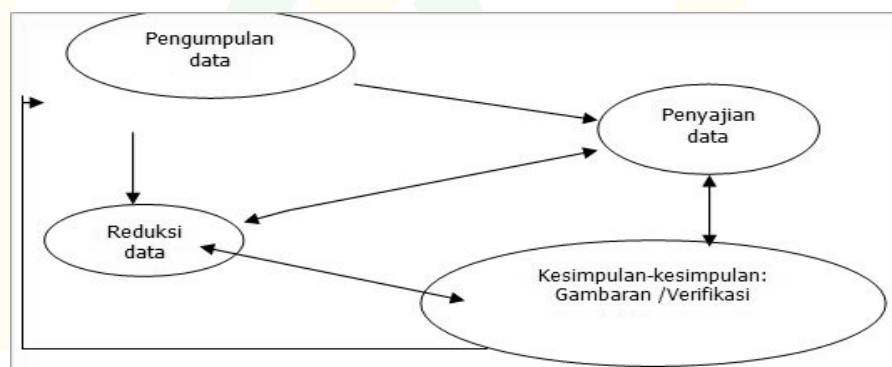 Pengumpulan
data
Penyajian
data
Reduksi
data
Kesimpulan-kesimpulan:
Gambaran /Verifikasi